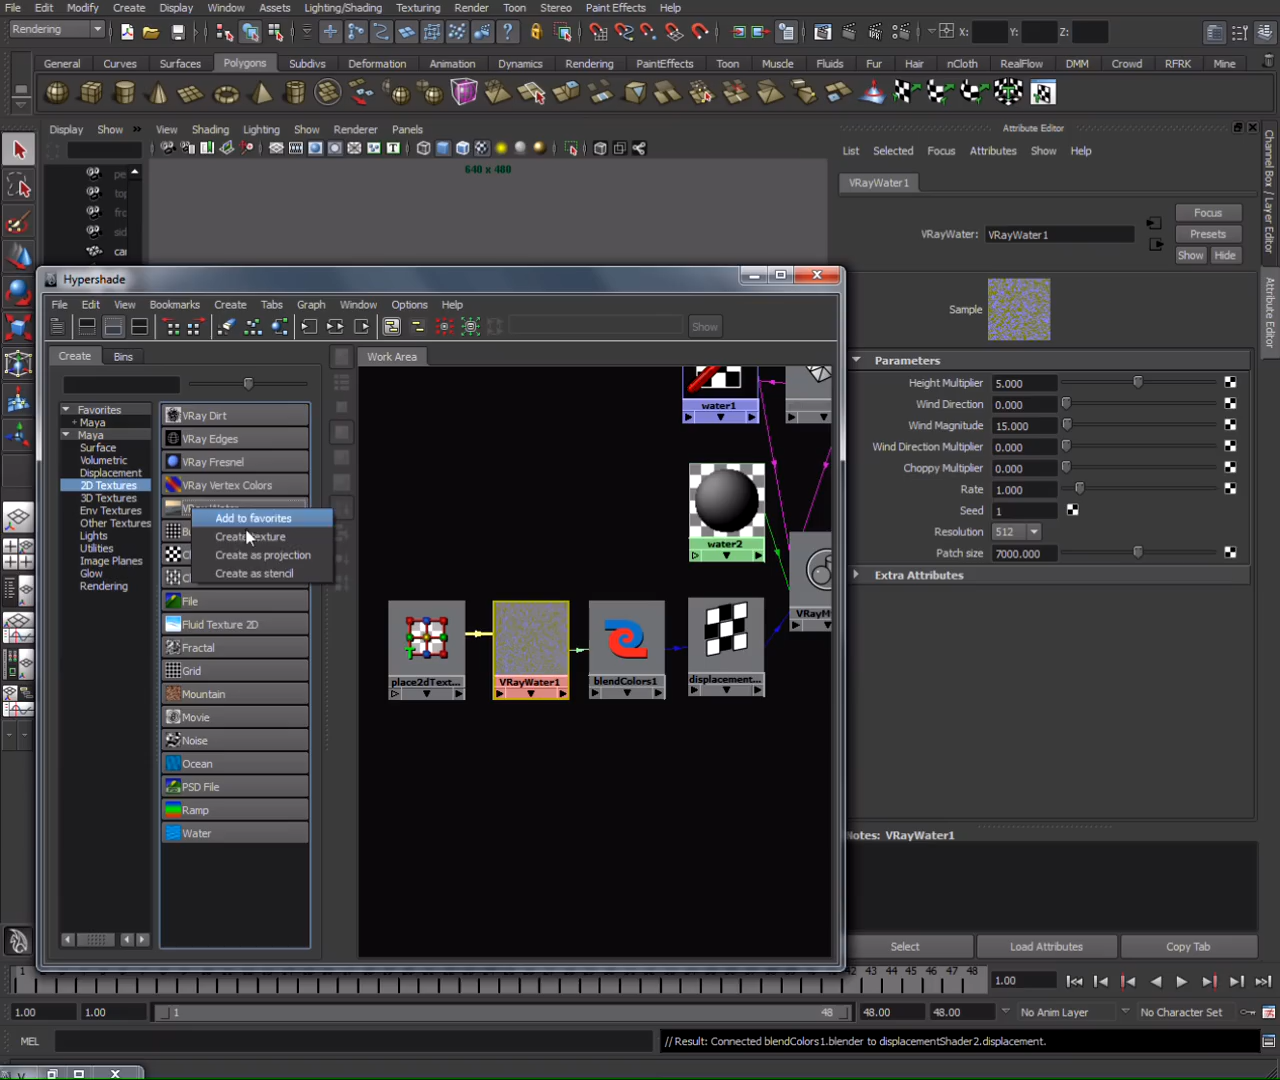 File Edit Modify Create Display Window Assets Lighting/Shading Texturing Render Toon Stereo Paint Effects Help
Rendering X: Y: Z:
General Curves Surfaces Polygons Subdivs Deformation Animation Dynamics Rendering PaintEffects Toon Muscle Fluids Fur Hair nCloth RealFlow DMM Crowd RFRK Mine
Display Show » View Shading Lighting Show Renderer Panels
Attribute Editor
List Selected Focus Attributes Show Help
640 x 480
VRayWater1
VRayWater: VRayWater1
Focus
Presets
Show Hide
Sample
Parameters
Height Multiplier 5.000
Wind Direction 0.000
Wind Magnitude 15.000
Wind Direction Multiplier 0.000
Choppy Multiplier 0.000
Rate 1.000
Seed 1
Resolution 512
Patch size 7000.000
Extra Attributes
Notes: VRayWater1
Select Load Attributes Copy Tab
Channel Box / Layer Editor
Attribute Editor
Hypershade
File Edit View Bookmarks Create Tabs Graph Window Options Help
Show
Create Bins
Work Area
Favorites
+ Maya
Maya
Surface
Volumetric
Displacement
2D Textures
3D Textures
Env Textures
Other Textures
Lights
Utilities
Image Planes
Glow
Rendering
VRay Dirt
VRay Edges
VRay Fresnel
VRay Vertex Colors
Add to favorites
Create texture
Create as projection
Create as stencil
File
Fluid Texture 2D
Fractal
Grid
Mountain
Movie
Noise
Ocean
PSD File
Ramp
Water
water1
water2
place2dText...
VRayWater1
blendColors1
displacement...
1 42 43 44 45 46 47 48 1.00
1.00 1.00 1 48 48.00 48.00 No Anim Layer No Character Set
MEL // Result: Connected blendColors1.blender to displacementShader2.displacement.